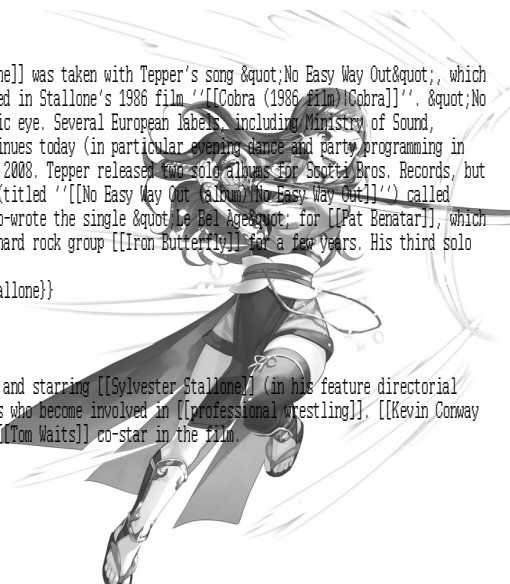 ne]] was taken with Tepper's song &quot;No Easy Way Out&quot;, which
ed in Stallone's 1986 film ''[[Cobra (1986 film)|Cobra]]''. &quot;No
ic eye. Several European labels, including Ministry of Sound,
inues today (in particular evening dance and party programming in
2008. Tepper released two solo albums for Scotti Bros. Records, but
(titled ''[[No Easy Way Out (album)|No Easy Way Out]]'') called
o-wrote the single &quot;Le Bel Age&quot; for [[Pat Benatar]], which
hard rock group [[Iron Butterfly]] for a few years. His third solo
allone}}
and starring [[Sylvester Stallone]] (in his feature directorial
s who become involved in [[professional wrestling]]. [[Kevin Conway
[[Tom Waits]] co-star in the film.